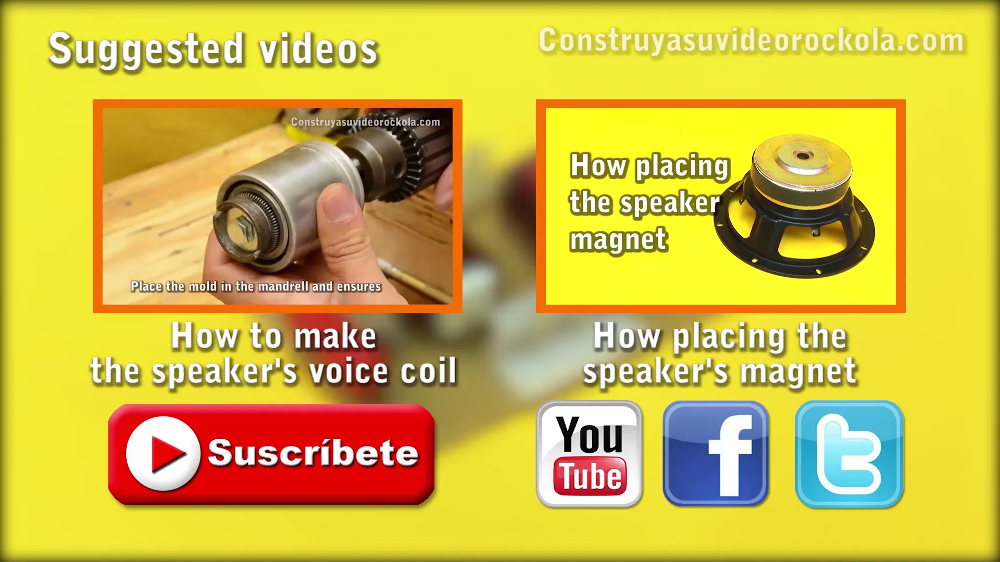 Suggested videos
Construyasuvideorockola.com
Construyasuvideorockola.com
Place the mold in the mandrell and ensures
How placing
the speaker
magnet
How to make
the speaker's voice coil
How placing the
speaker's magnet
Suscríbete
You
Tube